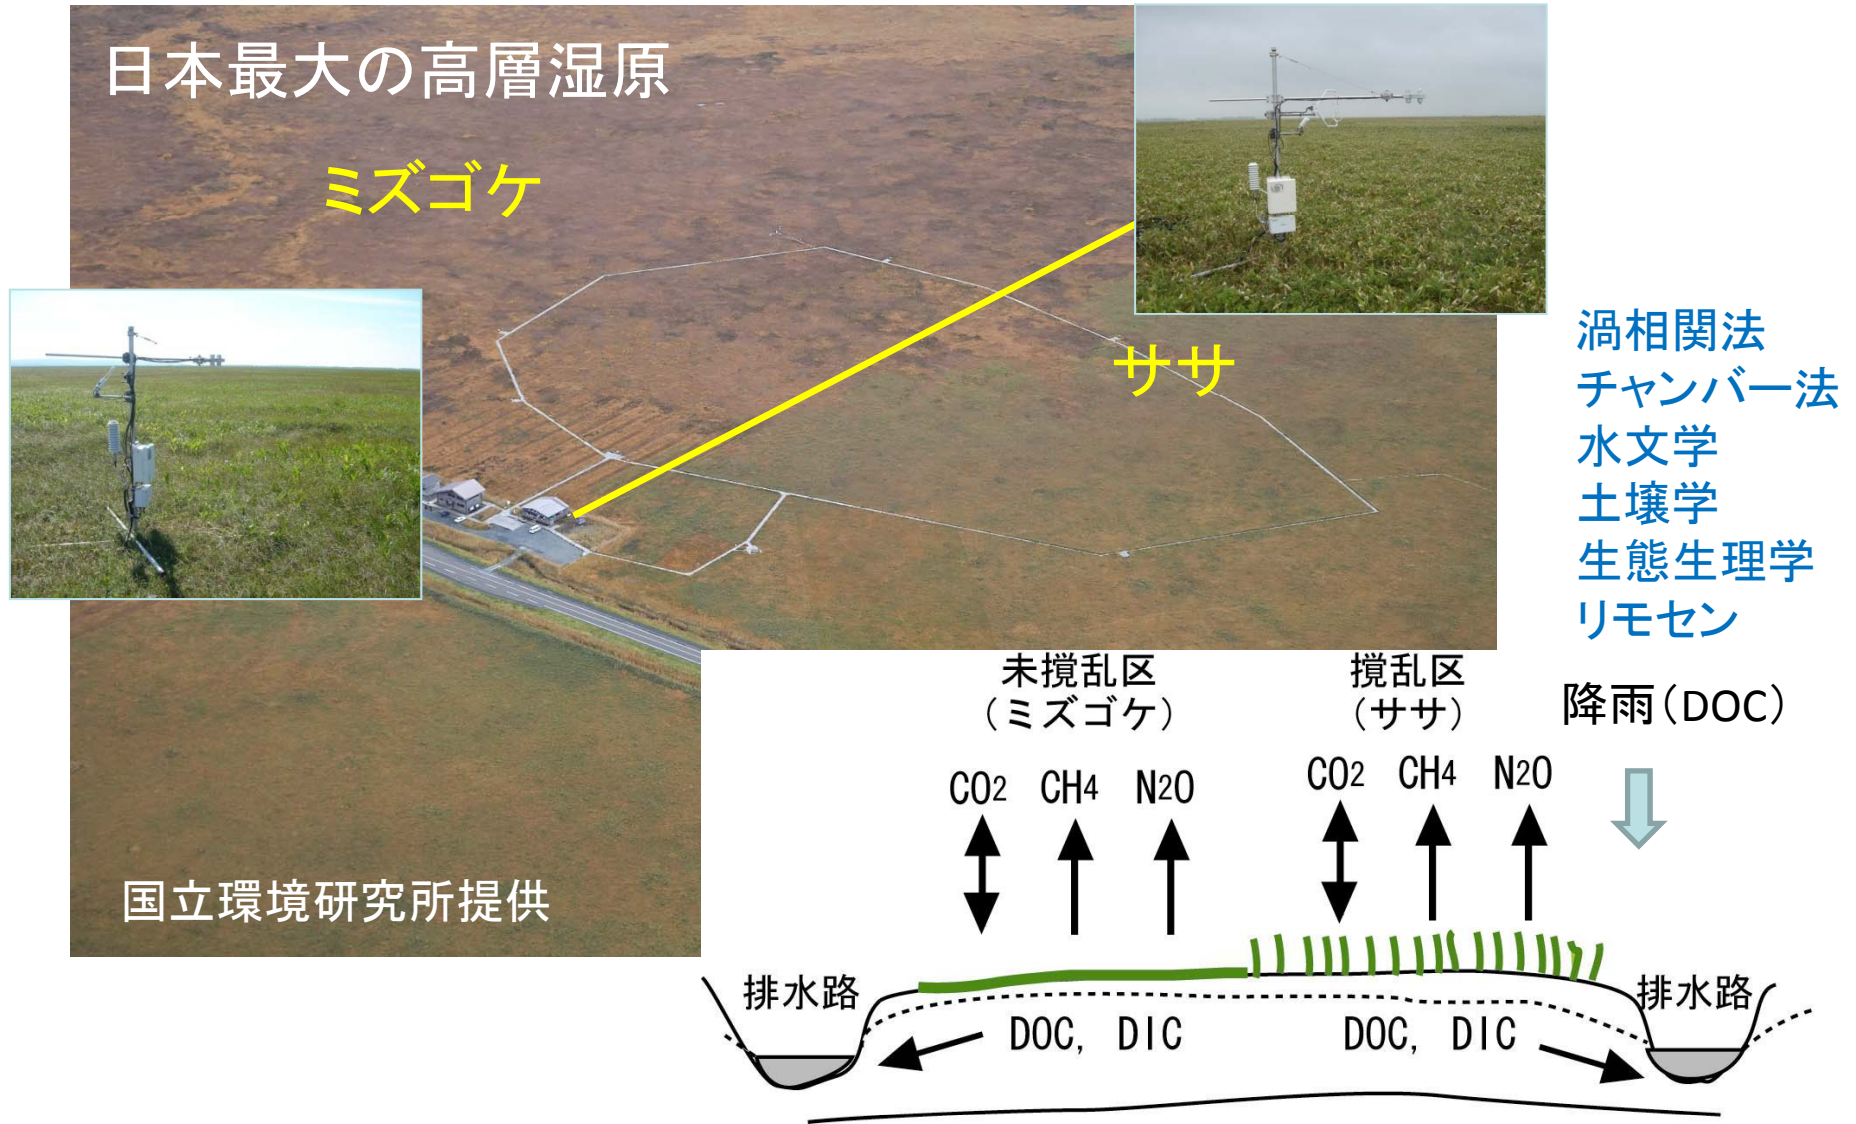 日本最大の高層湿原
ミズゴケ
ササ
国立環境研究所提供
渦相関法
チャンバー法
水文学
土壌学
生態生理学
リモセン
未撹乱区
（ミズゴケ）
撹乱区
（ササ）
降雨（DOC）
CO2 CH4 N2O
CO2 CH4 N2O
排水路
排水路
DOC, DIC
DOC, DIC